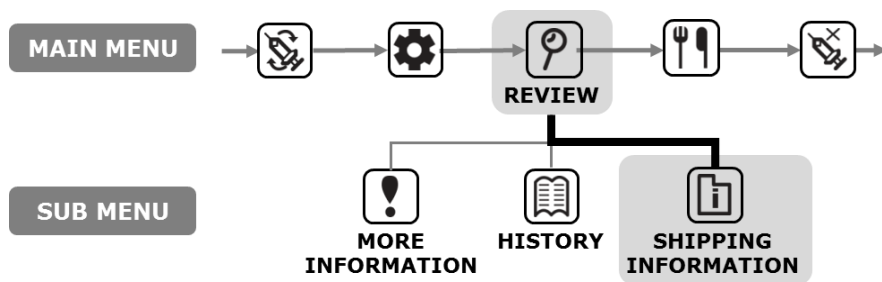 MAIN MENU
REVIEW
SUB MENU
MORE
INFORMATION
HISTORY
SHIPPING
INFORMATION